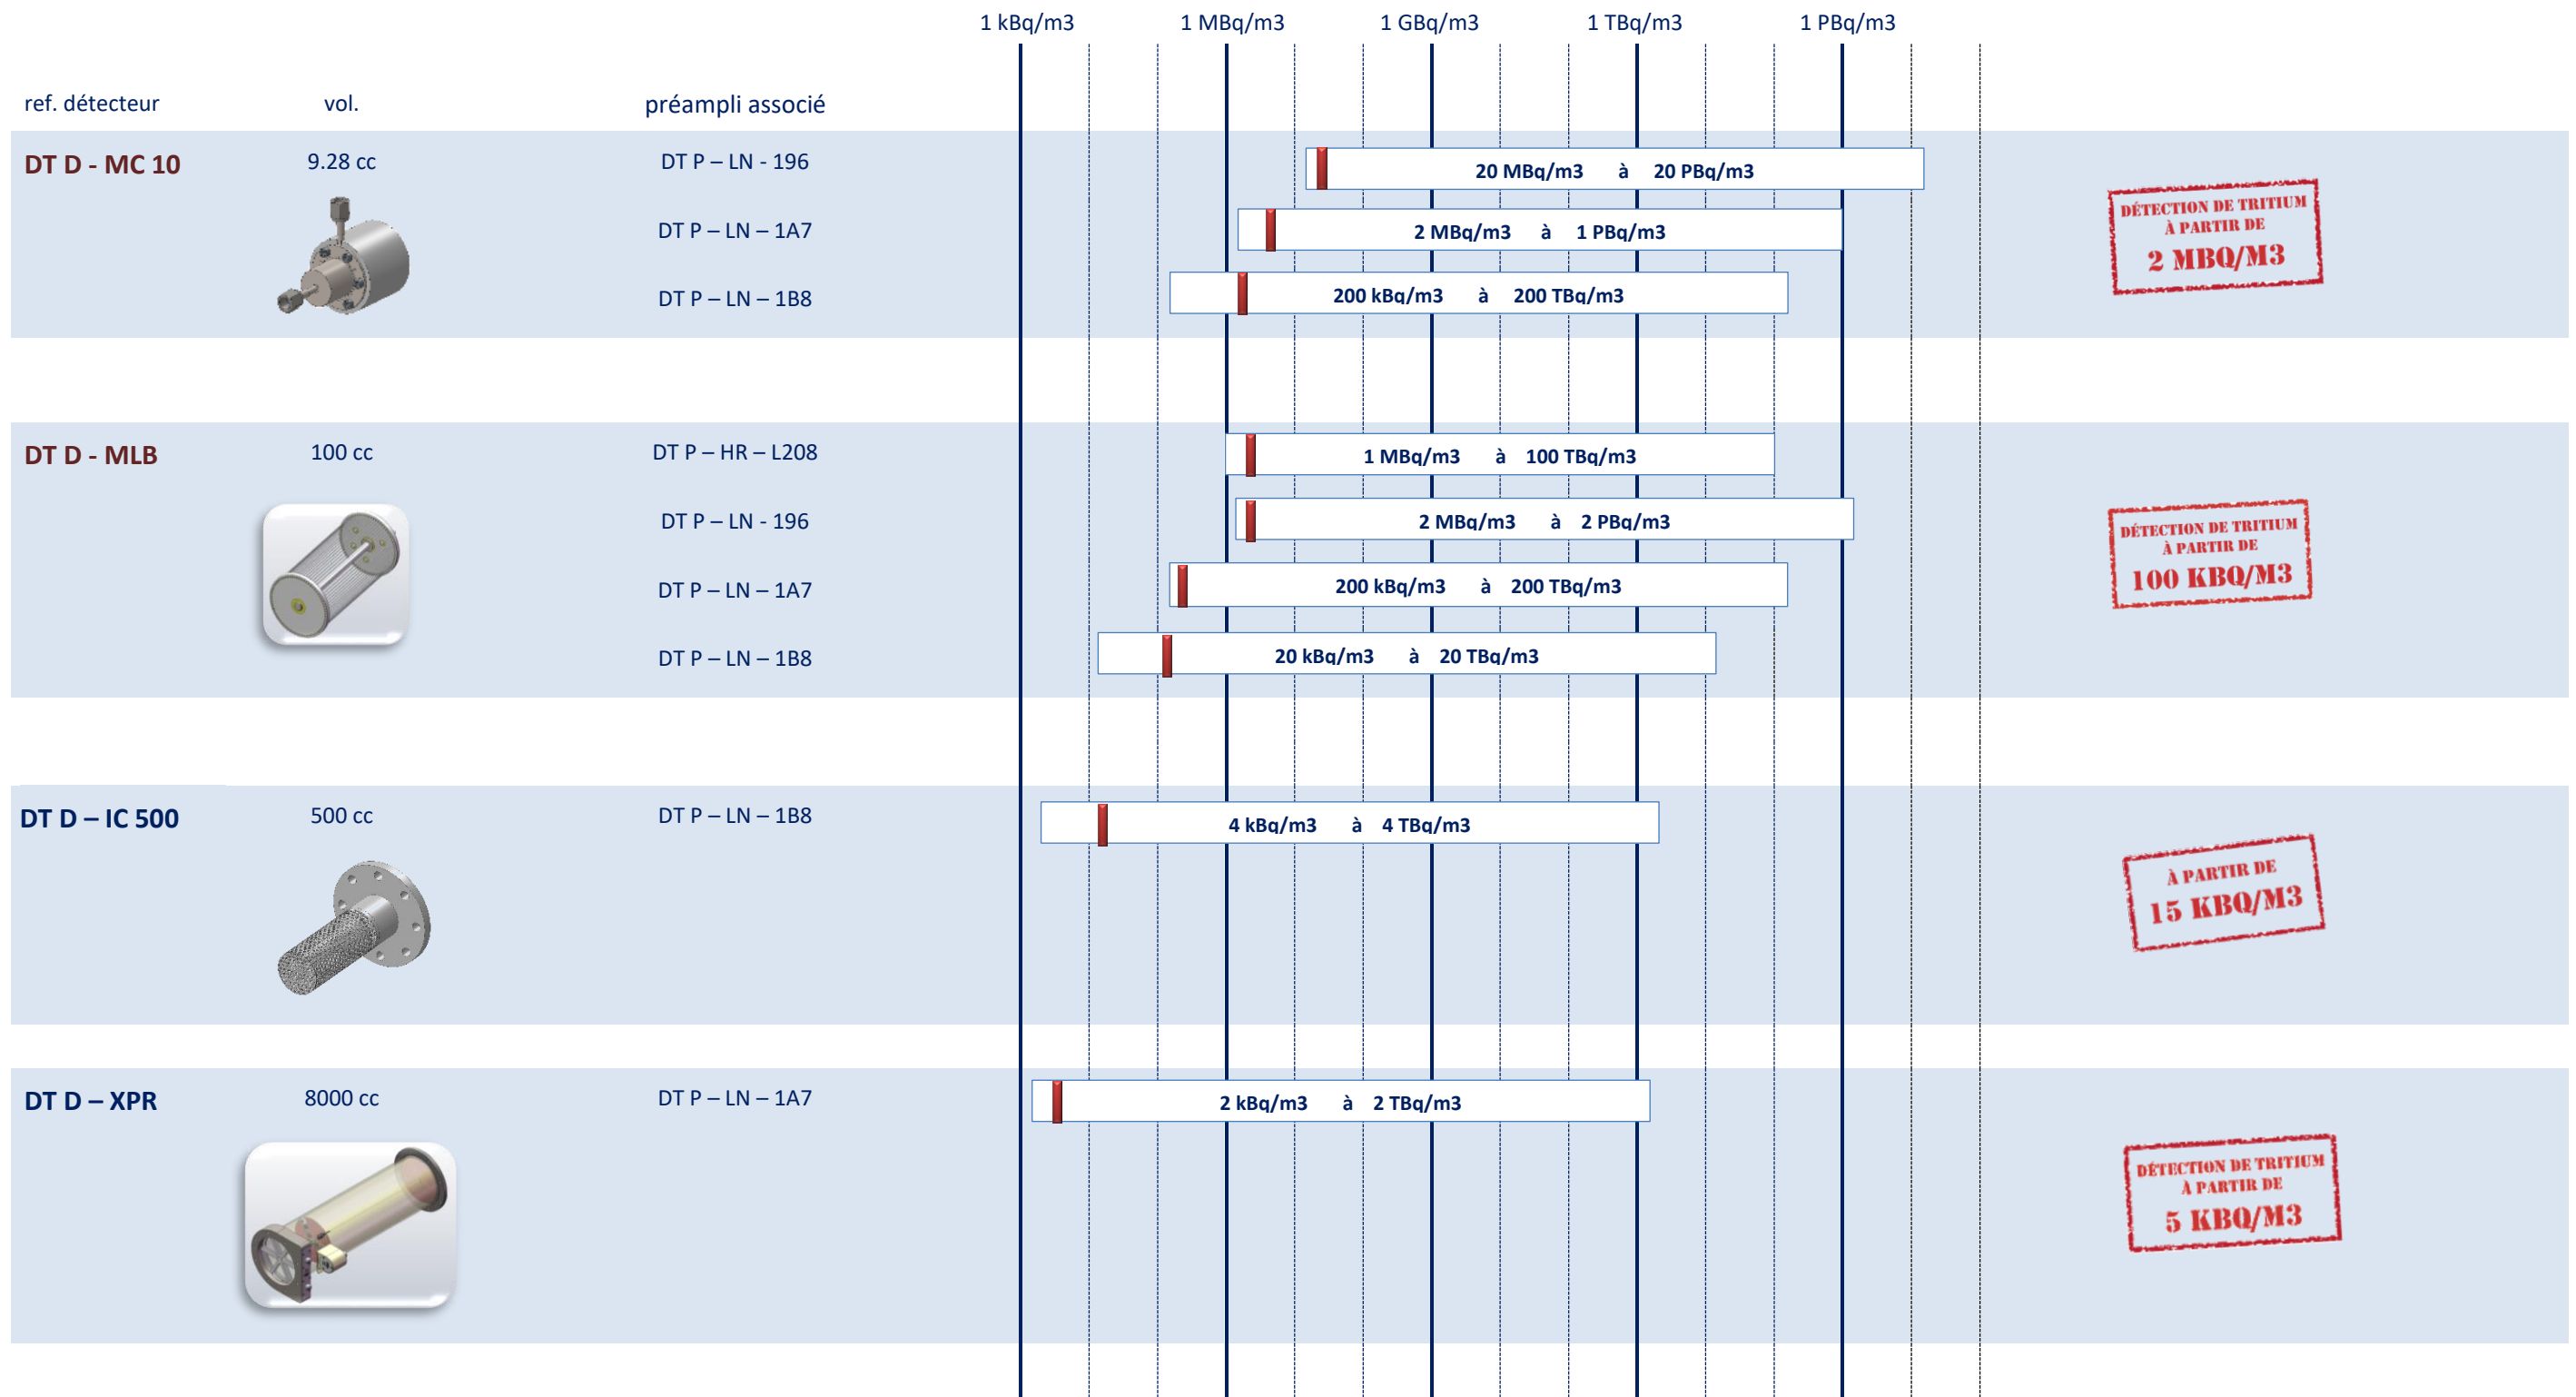 1 kBq/m3 1 MBq/m3 1 GBq/m3 1 TBq/m3 1 PBq/m3
ref. détecteur vol. préampli associé
DT D - MC 10 9.28 cc DT P – LN - 196 20 MBq/m3 à 20 PBq/m3
DT P – LN – 1A7 2 MBq/m3 à 1 PBq/m3
DT P – LN – 1B8 200 kBq/m3 à 200 TBq/m3
DÉTECTION DE TRITIUM
À PARTIR DE
2 MBQ/M3
DT D - MLB 100 cc DT P – HR – L208 1 MBq/m3 à 100 TBq/m3
DT P – LN - 196 2 MBq/m3 à 2 PBq/m3
DT P – LN – 1A7 200 kBq/m3 à 200 TBq/m3
DT P – LN – 1B8 20 kBq/m3 à 20 TBq/m3
DÉTECTION DE TRITIUM
À PARTIR DE
100 KBQ/M3
DT D – IC 500 500 cc DT P – LN – 1B8 4 kBq/m3 à 4 TBq/m3
À PARTIR DE
15 KBQ/M3
DT D – XPR 8000 cc DT P – LN – 1A7 2 kBq/m3 à 2 TBq/m3
DÉTECTION DE TRITIUM
À PARTIR DE
5 KBQ/M3